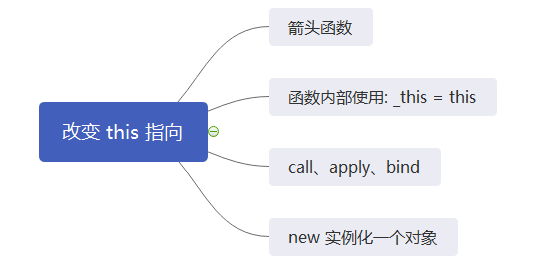 改变 this 指向
箭头函数
函数内部使用: _this = this
call、apply、bind
new 实例化一个对象